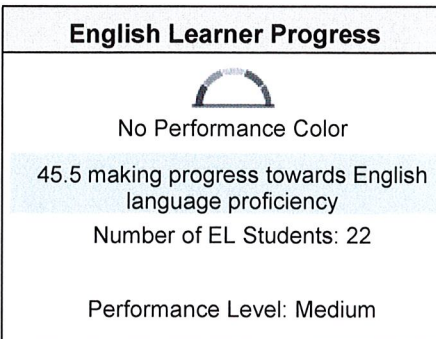 English Learner Progress
No Performance Color
45.5 making progress towards English
language proficiency
Number of EL Students: 22
Performance Level: Medium